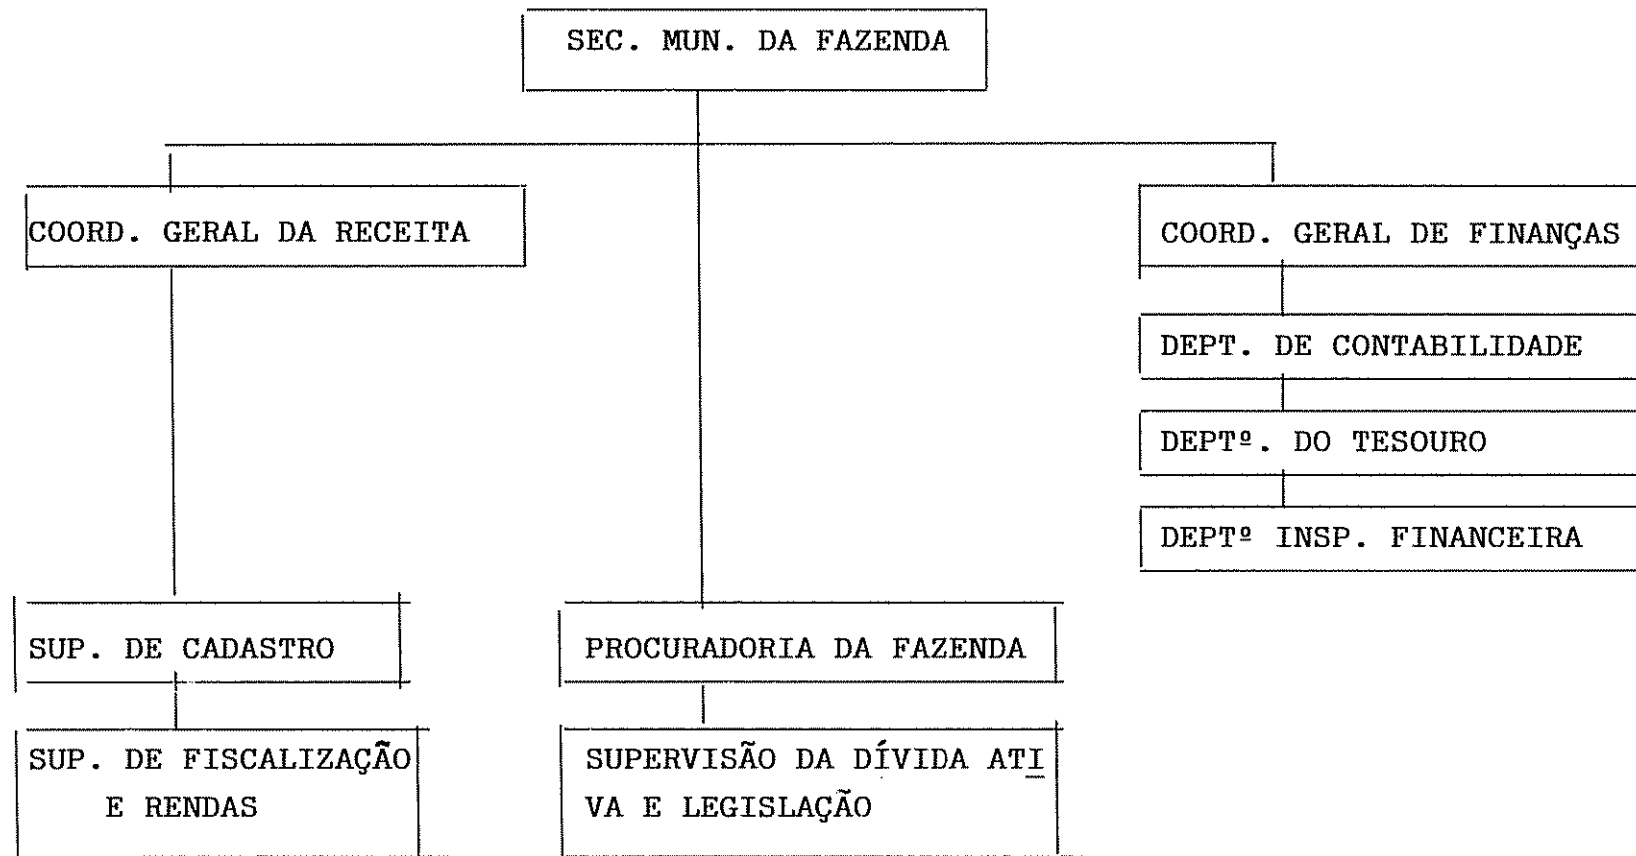 SEC. MUN. DA FAZENDA
COORD. GERAL DA RECEITA
COORD. GERAL DE FINANÇAS
DEPT. DE CONTABILIDADE
DEPTº. DO TESOURO
DEPTº INSP. FINANCEIRA
SUP. DE CADASTRO
PROCURADORIA DA FAZENDA
SUP. DE FISCALIZAÇÃO
E RENDAS
SUPERVISÃO DA DÍVIDA ATI
VA E LEGISLAÇÃO